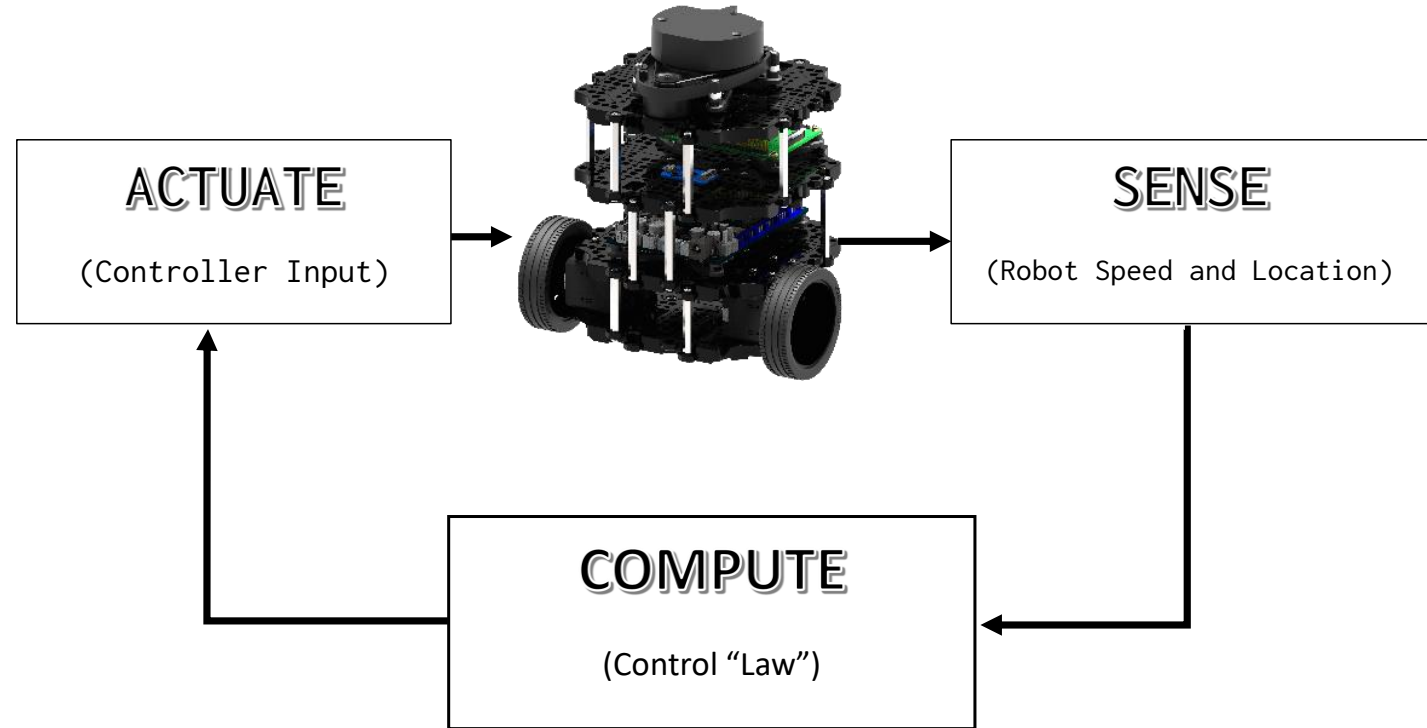 ACTUATE
(Controller Input)
SENSE
(Robot Speed and Location)
COMPUTE
(Control “Law”)